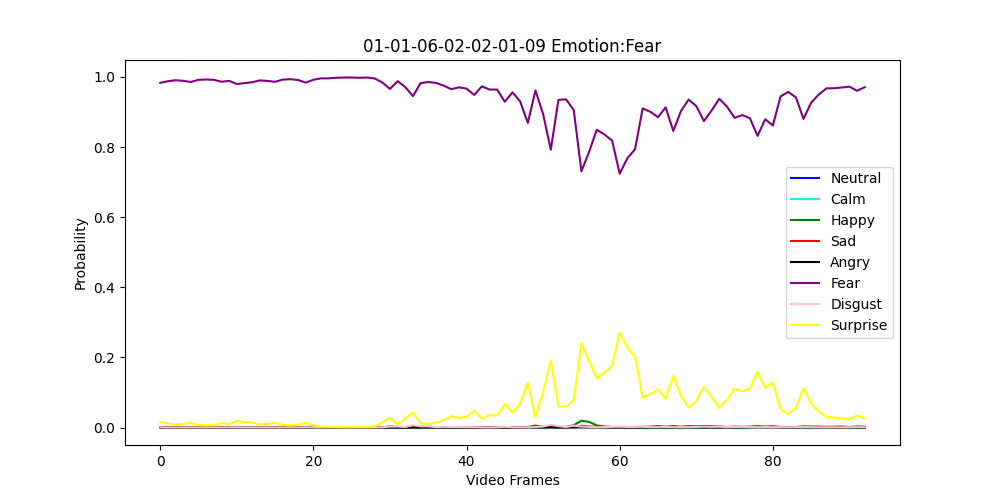 01-01-06-02-02-01-09 Emotion:Fear
Probability
1.0
0.8
0.6
0.4
0.2
0.0
0
20
40
60
80
Video Frames
Neutral
Calm
Happy
Sad
Angry
Fear
Disgust
Surprise